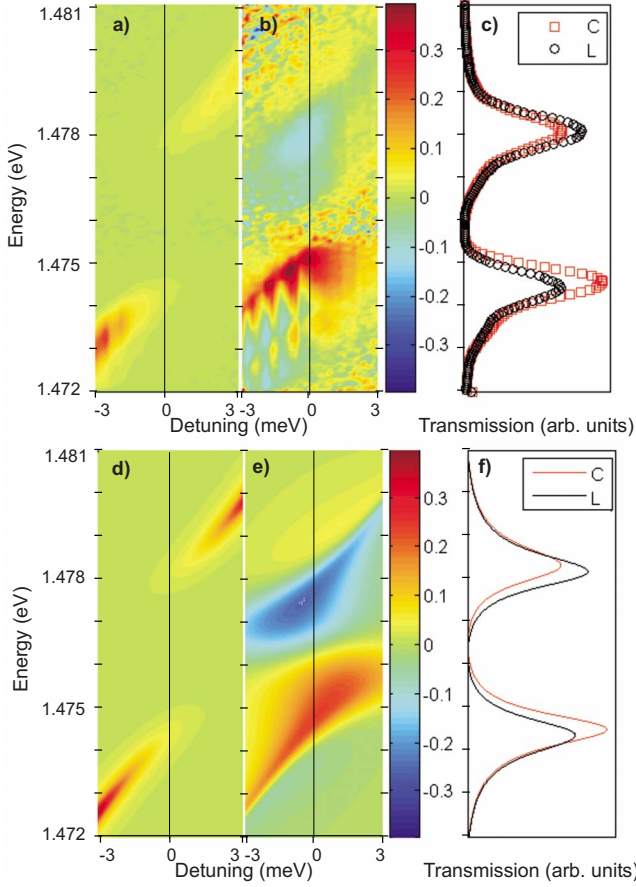 a)
b)
c)
C
L
1.481
1.478
1.475
1.472
Energy (eV)
0.3
0.2
0.1
0
-0.1
-0.2
-0.3
-3 0 3
-3 0 3
Detuning (meV)
Transmission (arb. units)
d)
e)
f)
C
L
1.481
1.478
1.475
1.472
Energy (eV)
0.3
0.2
0.1
0
-0.1
-0.2
-0.3
-3 0 3
-3 0 3
Detuning (meV)
Transmission (arb. units)